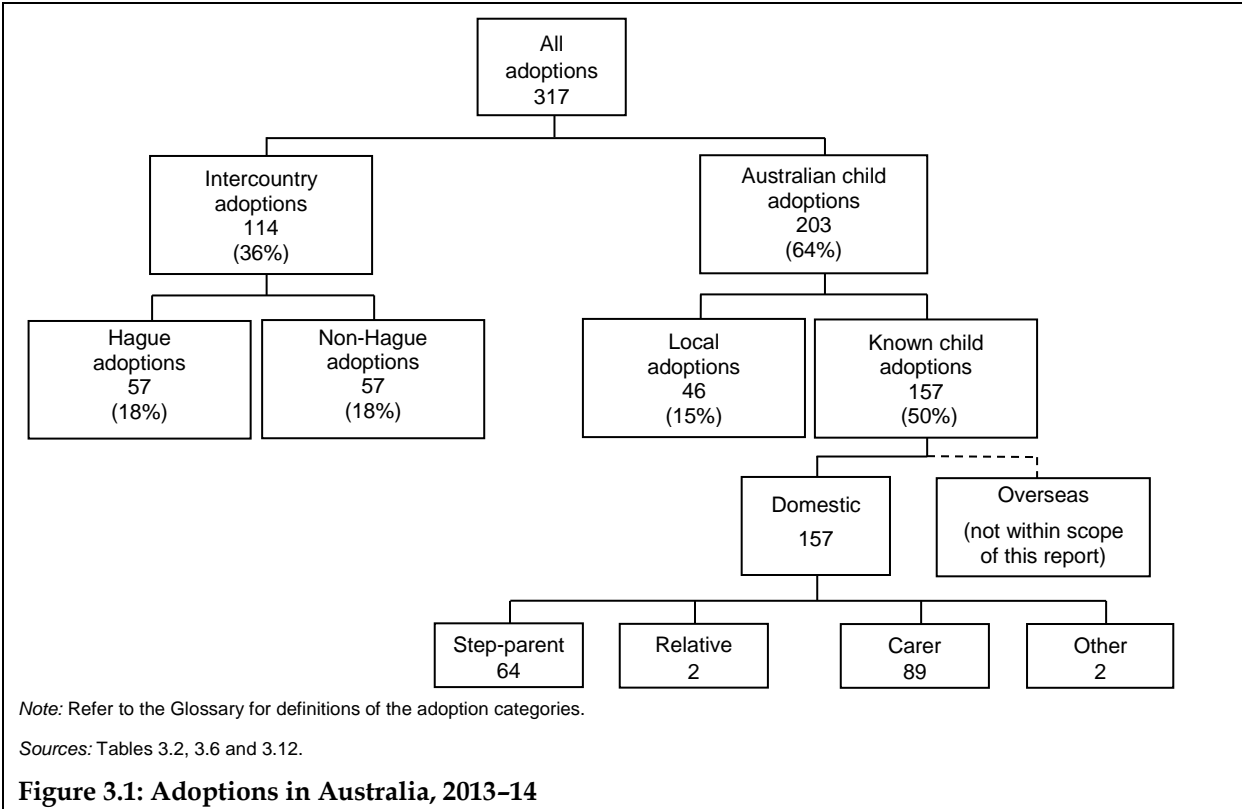 All
adoptions
317
Intercountry
adoptions
114
(36%)
Australian child
adoptions
203
(64%)
Hague
adoptions
57
(18%)
Non-Hague
adoptions
57
(18%)
Local
adoptions
46
(15%)
Known child
adoptions
157
(50%)
Domestic
157
Overseas
(not within scope
of this report)
Step-parent
64
Relative
2
Carer
89
Other
2
Note: Refer to the Glossary for definitions of the adoption categories.
Sources: Tables 3.2, 3.6 and 3.12.
Figure 3.1: Adoptions in Australia, 2013–14